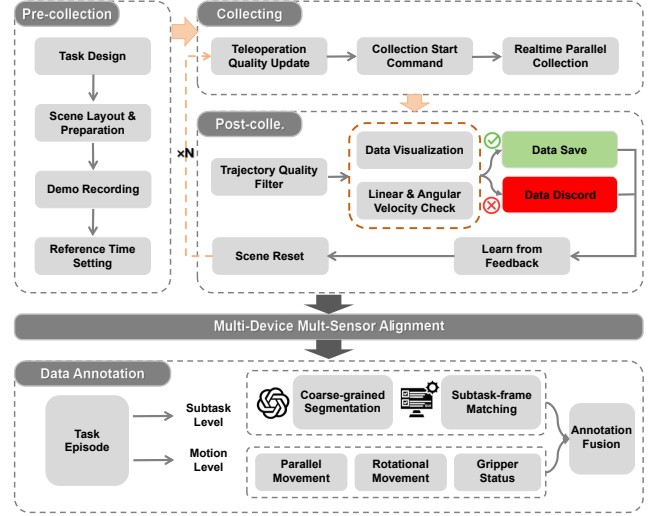 Pre-collection
Task Design
Scene Layout &
Preparation
Demo Recording
Reference Time
Setting
Collecting
Teleoperation
Quality Update
Collection Start
Command
Realtime Parallel
Collection
×N
Post-colle.
Trajectory Quality
Filter
Data Visualization
Linear & Angular
Velocity Check
Data Save
Data Discord
Scene Reset
Learn from
Feedback
Multi-Device Mult-Sensor Alignment
Data Annotation
Task
Episode
Subtask
Level
Motion
Level
Coarse-grained
Segmentation
Subtask-frame
Matching
Parallel
Movement
Rotational
Movement
Gripper
Status
Annotation
Fusion